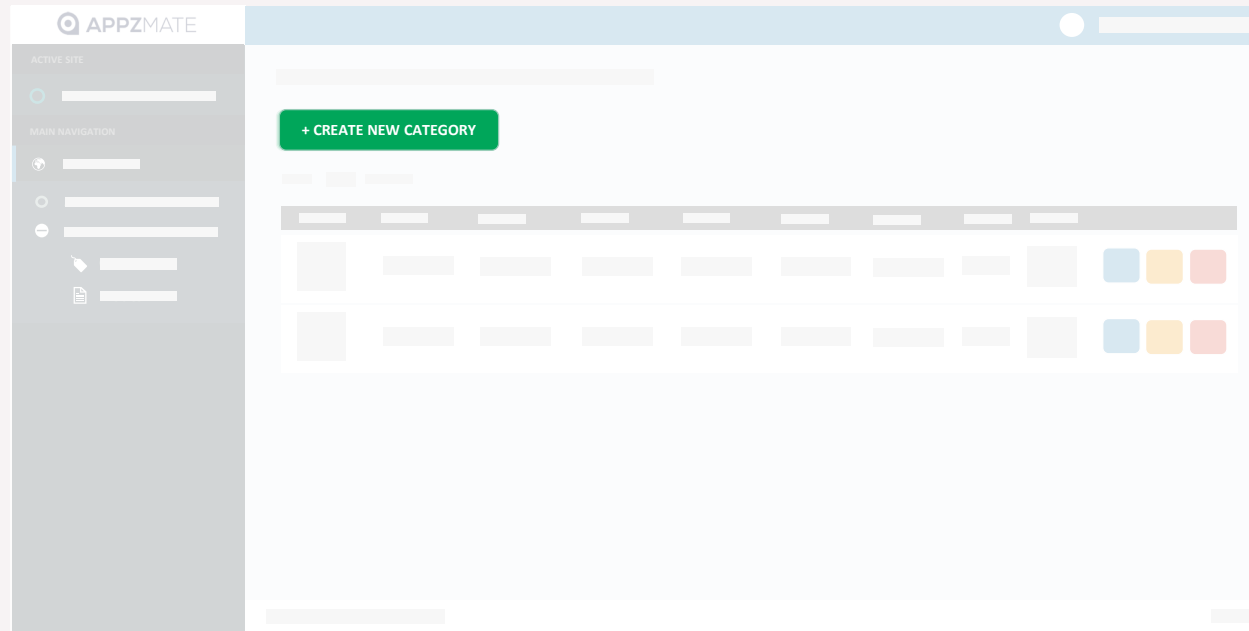 APPZMATE
ACTIVE SITE
MAIN NAVIGATION
+ CREATE NEW CATEGORY